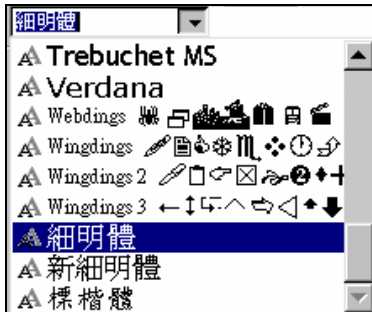 細明體
Trebuchet MS
Verdana
Webdings
Wingdings
Wingdings 2
Wingdings 3
細明體
新細明體
標楷體